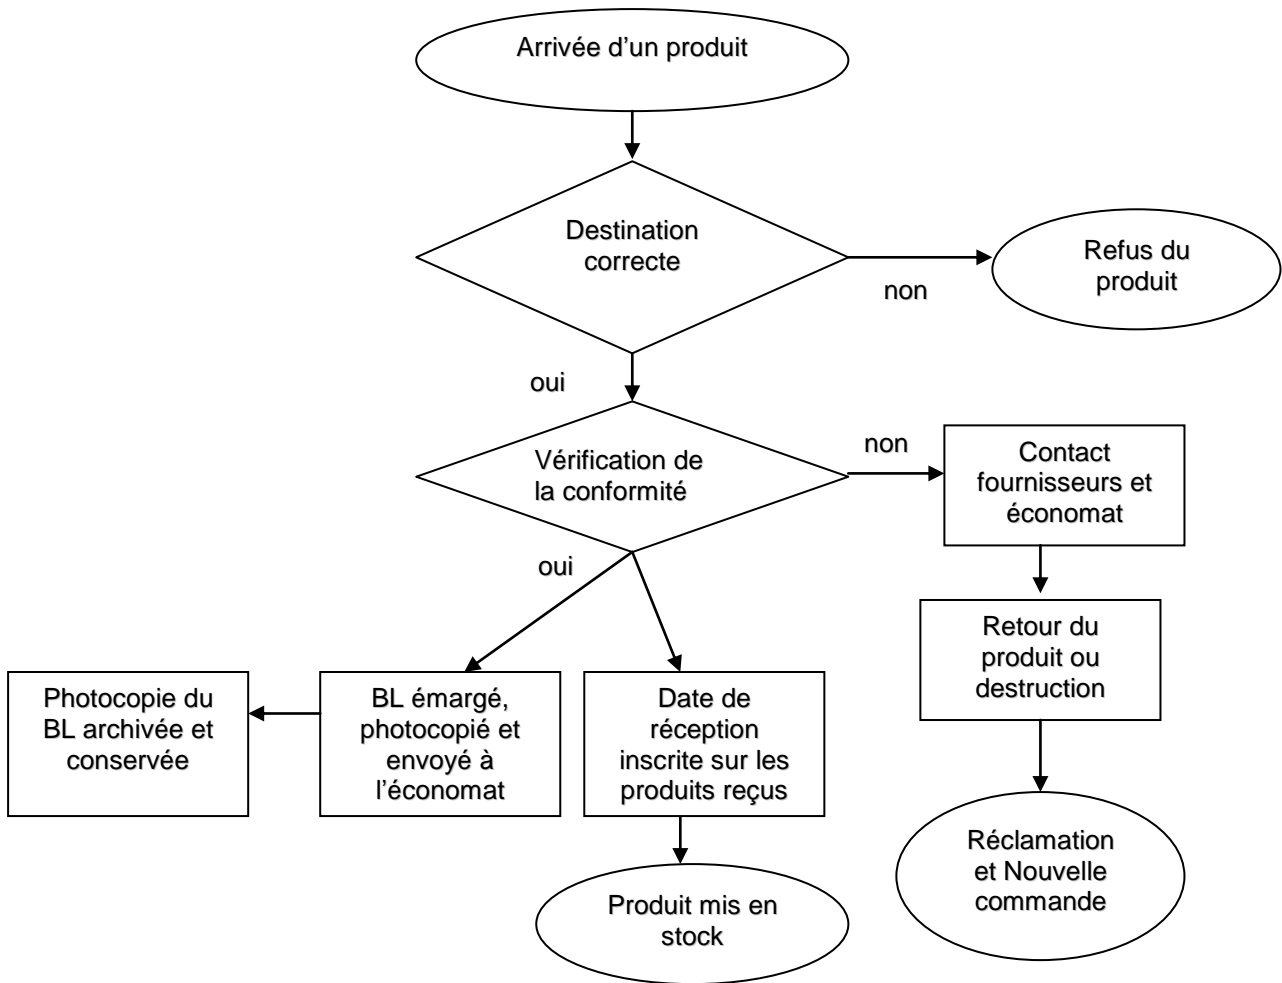 Arrivée d’un produit
Destination
correcte
Refus du
produit
non
oui
Vérification de
la conformité
non
Contact
fournisseurs et
économat
oui
Retour du
produit ou
destruction
Photocopie du
BL archivée et
conservée
BL émargé,
photocopié et
envoyé à
l’économat
Date de
réception
inscrite sur les
produits reçus
Réclamation
et Nouvelle
commande
Produit mis en
stock